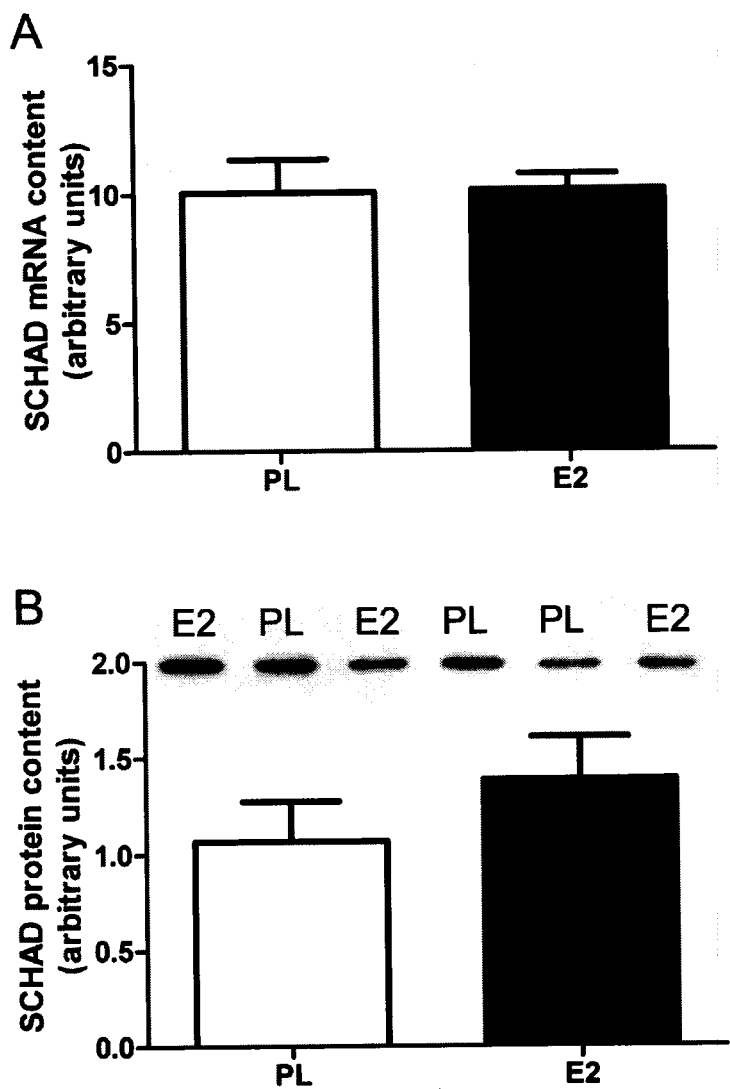 A
SCHAD mRNA content
(arbitrary units)
15
10
5
0
PL E2
B
E2 PL E2 PL PL E2
SCHAD protein content
(arbitrary units)
2.0
1.5
1.0
0.5
0.0
PL E2